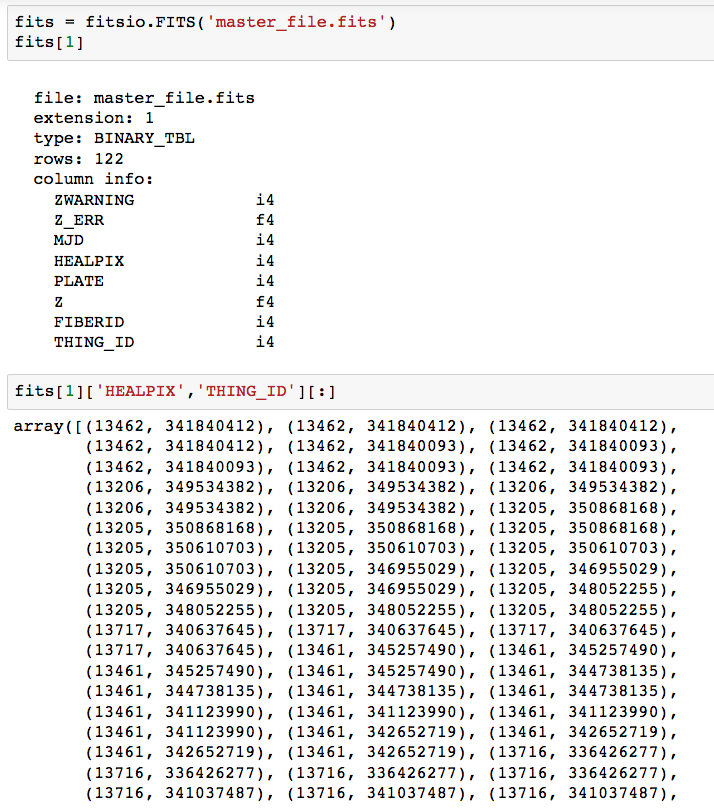 fits = fitsio.FITS('master_file.fits')
fits[1]
file: master_file.fits
extension: 1
type: BINARY_TBL
rows: 122
column info:
ZWARNING i4
Z_ERR f4
MJD i4
HEALPIX i4
PLATE i4
Z f4
FIBERID i4
THING_ID i4
fits[1]['HEALPIX','THING_ID'][:]
array([(13462, 341840412), (13462, 341840412), (13462, 341840412),
(13462, 341840412), (13462, 341840093), (13462, 341840093),
(13462, 341840093), (13462, 341840093), (13462, 341840093),
(13206, 349534382), (13206, 349534382), (13206, 349534382),
(13206, 349534382), (13206, 349534382), (13205, 350868168),
(13205, 350868168), (13205, 350868168), (13205, 350868168),
(13205, 350610703), (13205, 350610703), (13205, 350610703),
(13205, 350610703), (13205, 346955029), (13205, 346955029),
(13205, 346955029), (13205, 346955029), (13205, 348052255),
(13205, 348052255), (13205, 348052255), (13205, 348052255),
(13717, 340637645), (13717, 340637645), (13717, 340637645),
(13717, 340637645), (13461, 345257490), (13461, 345257490),
(13461, 345257490), (13461, 345257490), (13461, 344738135),
(13461, 344738135), (13461, 344738135), (13461, 344738135),
(13461, 341123990), (13461, 341123990), (13461, 341123990),
(13461, 341123990), (13461, 342652719), (13461, 342652719),
(13461, 342652719), (13461, 342652719), (13716, 336426277),
(13716, 336426277), (13716, 336426277), (13716, 336426277),
(13716, 341037487), (13716, 341037487), (13716, 341037487),